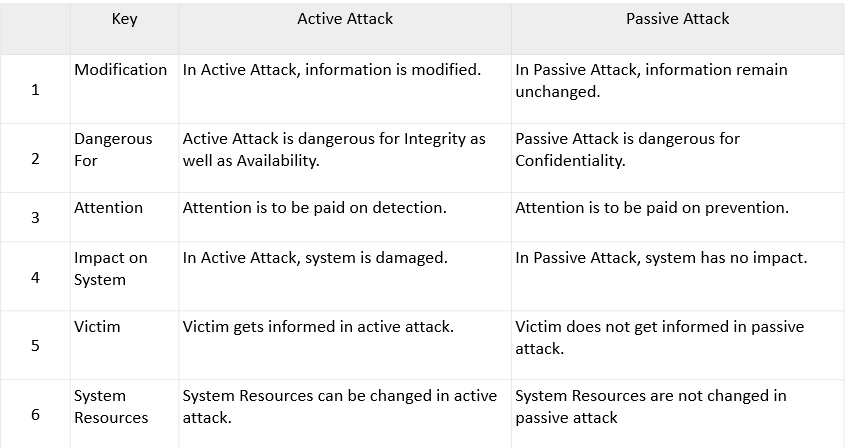 Key Active Attack Passive Attack
1 Modification In Active Attack, information is modified. In Passive Attack, information remain
unchanged.
2 Dangerous Active Attack is dangerous for Integrity as Passive Attack is dangerous for
For well as Availability. Confidentiality.
3 Attention Attention is to be paid on detection. Attention is to be paid on prevention.
4 Impact on In Active Attack, system is damaged. In Passive Attack, system has no impact.
System
5 Victim Victim gets informed in active attack. Victim does not get informed in passive
attack.
6 System System Resources can be changed in active System Resources are not changed in
Resources attack. passive attack